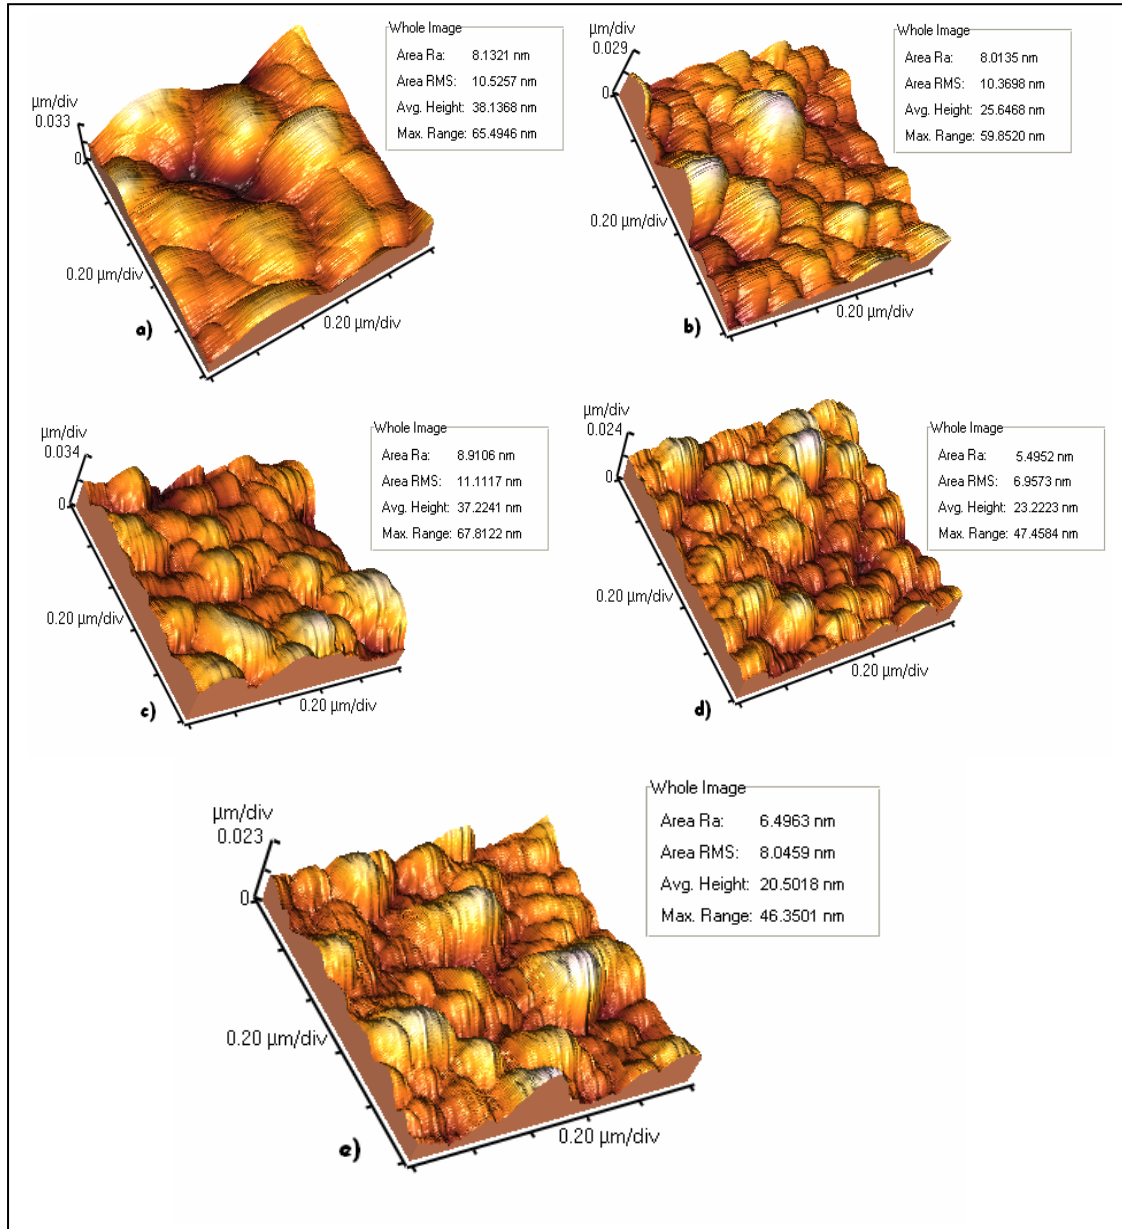 Whole Image
Area Ra: 8.1321 nm
Area RMS: 10.5257 nm
Avg. Height: 38.1368 nm
Max. Range: 65.4946 nm
µm/div
0.033
0
0.20 µm/div
0.20 µm/div
a)
Whole Image
Area Ra: 8.0135 nm
Area RMS: 10.3698 nm
Avg. Height: 25.6468 nm
Max. Range: 59.8520 nm
µm/div
0.029
0
0.20 µm/div
0.20 µm/div
b)
Whole Image
Area Ra: 8.9106 nm
Area RMS: 11.1117 nm
Avg. Height: 37.2241 nm
Max. Range: 67.8122 nm
µm/div
0.034
0
0.20 µm/div
0.20 µm/div
c)
Whole Image
Area Ra: 5.4952 nm
Area RMS: 6.9573 nm
Avg. Height: 23.2223 nm
Max. Range: 47.4584 nm
µm/div
0.024
0
0.20 µm/div
0.20 µm/div
d)
Whole Image
Area Ra: 6.4963 nm
Area RMS: 8.0459 nm
Avg. Height: 20.5018 nm
Max. Range: 46.3501 nm
µm/div
0.023
0
0.20 µm/div
0.20 µm/div
e)